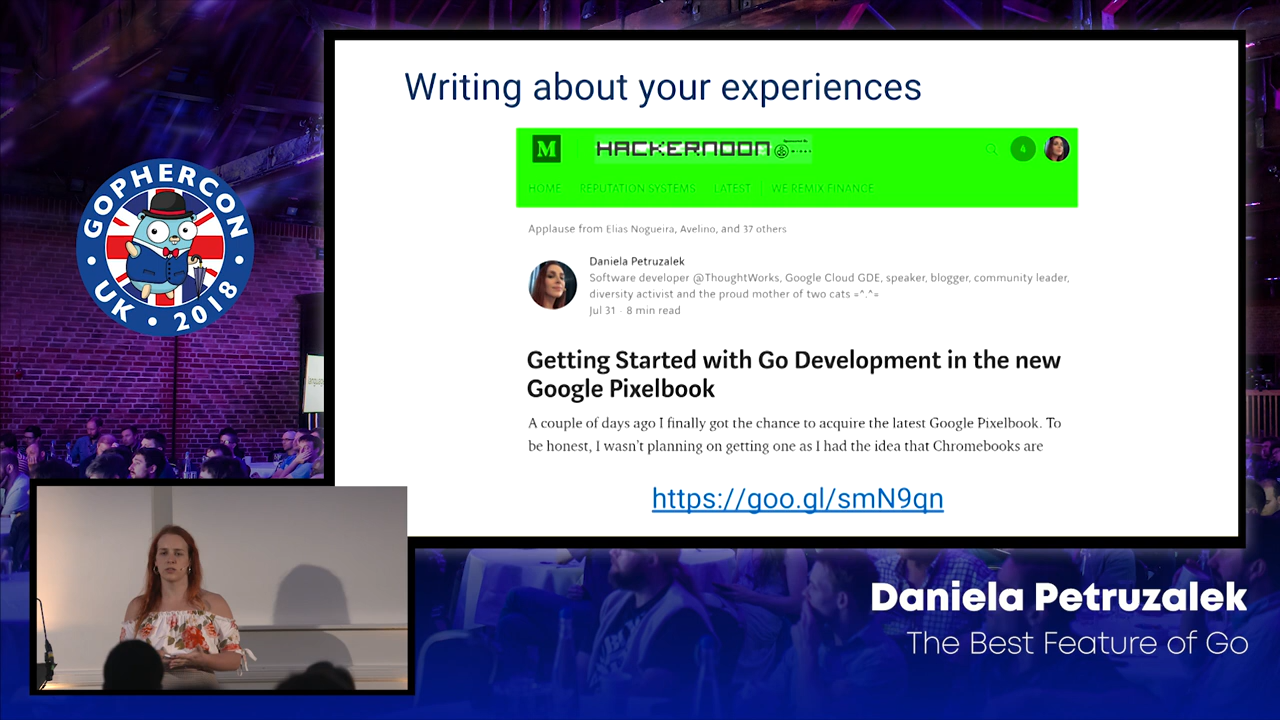 Writing about your experiences
M
HACKERNOON
4
HOME REPUTATION SYSTEMS LATEST WE REMIX FINANCE
Applause from Elias Nogueira, Avelino, and 37 others
Daniela Petruzalek
Software developer @ThoughtWorks, Google Cloud GDE, speaker, blogger, community leader,
diversity activist and the proud mother of two cats =^.^=
Jul 31 · 8 min read
Getting Started with Go Development in the new
Google Pixelbook
A couple of days ago I finally got the chance to acquire the latest Google Pixelbook. To
be honest, I wasn't planning on getting one as I had the idea that Chromebooks are
https://goo.gl/smN9qn
GOPHERCON
• UK • 2018 •
Daniela Petruzalek
The Best Feature of Go